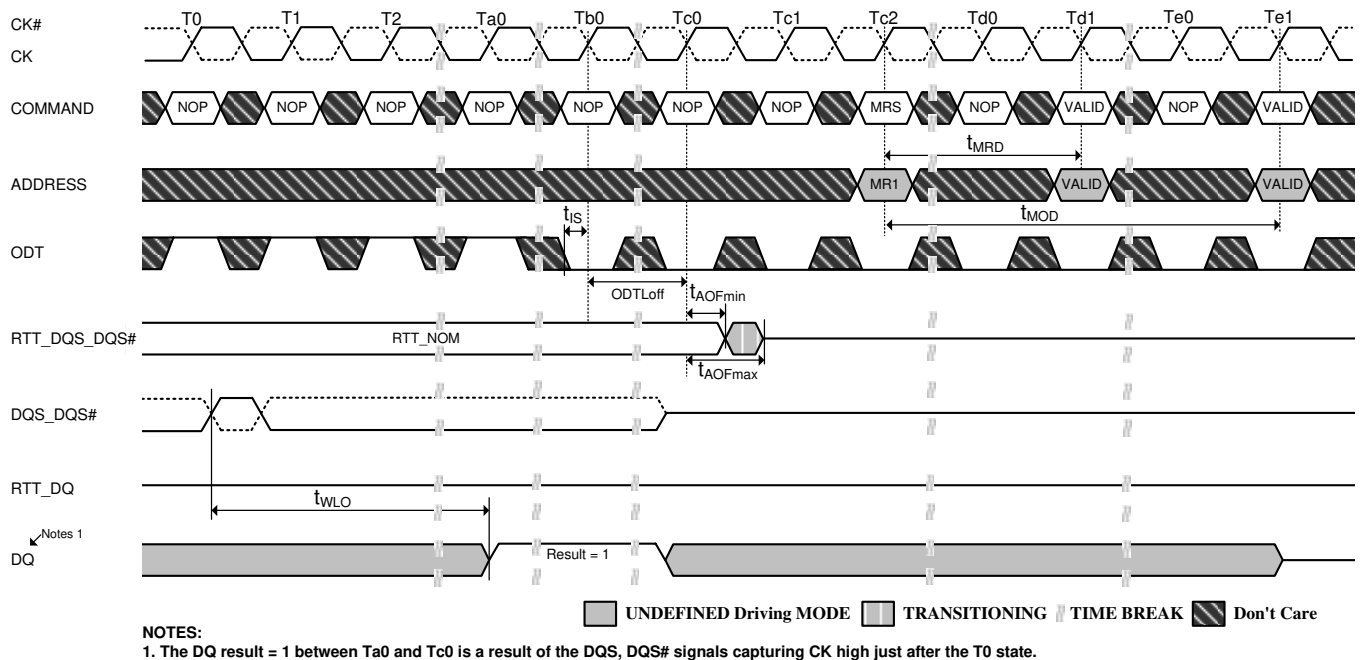 T0 T1 T2 Ta0 Tb0 Tc0 Tc1 Tc2 Td0 Td1 Te0 Te1
CK#
CK
COMMAND NOP NOP NOP NOP NOP NOP NOP MRS NOP VALID NOP VALID
tMRD
ADDRESS MR1 VALID VALID
tIS tMOD
ODT
ODTLoff tAOFmin
RTT_DQS_DQS# RTT_NOM
tAOFmax
DQS_DQS#
RTT_DQ
tWLO
Notes 1
DQ Result = 1
UNDEFINED Driving MODE TRANSITIONING TIME BREAK Don't Care
NOTES:
1. The DQ result = 1 between Ta0 and Tc0 is a result of the DQS, DQS# signals capturing CK high just after the T0 state.